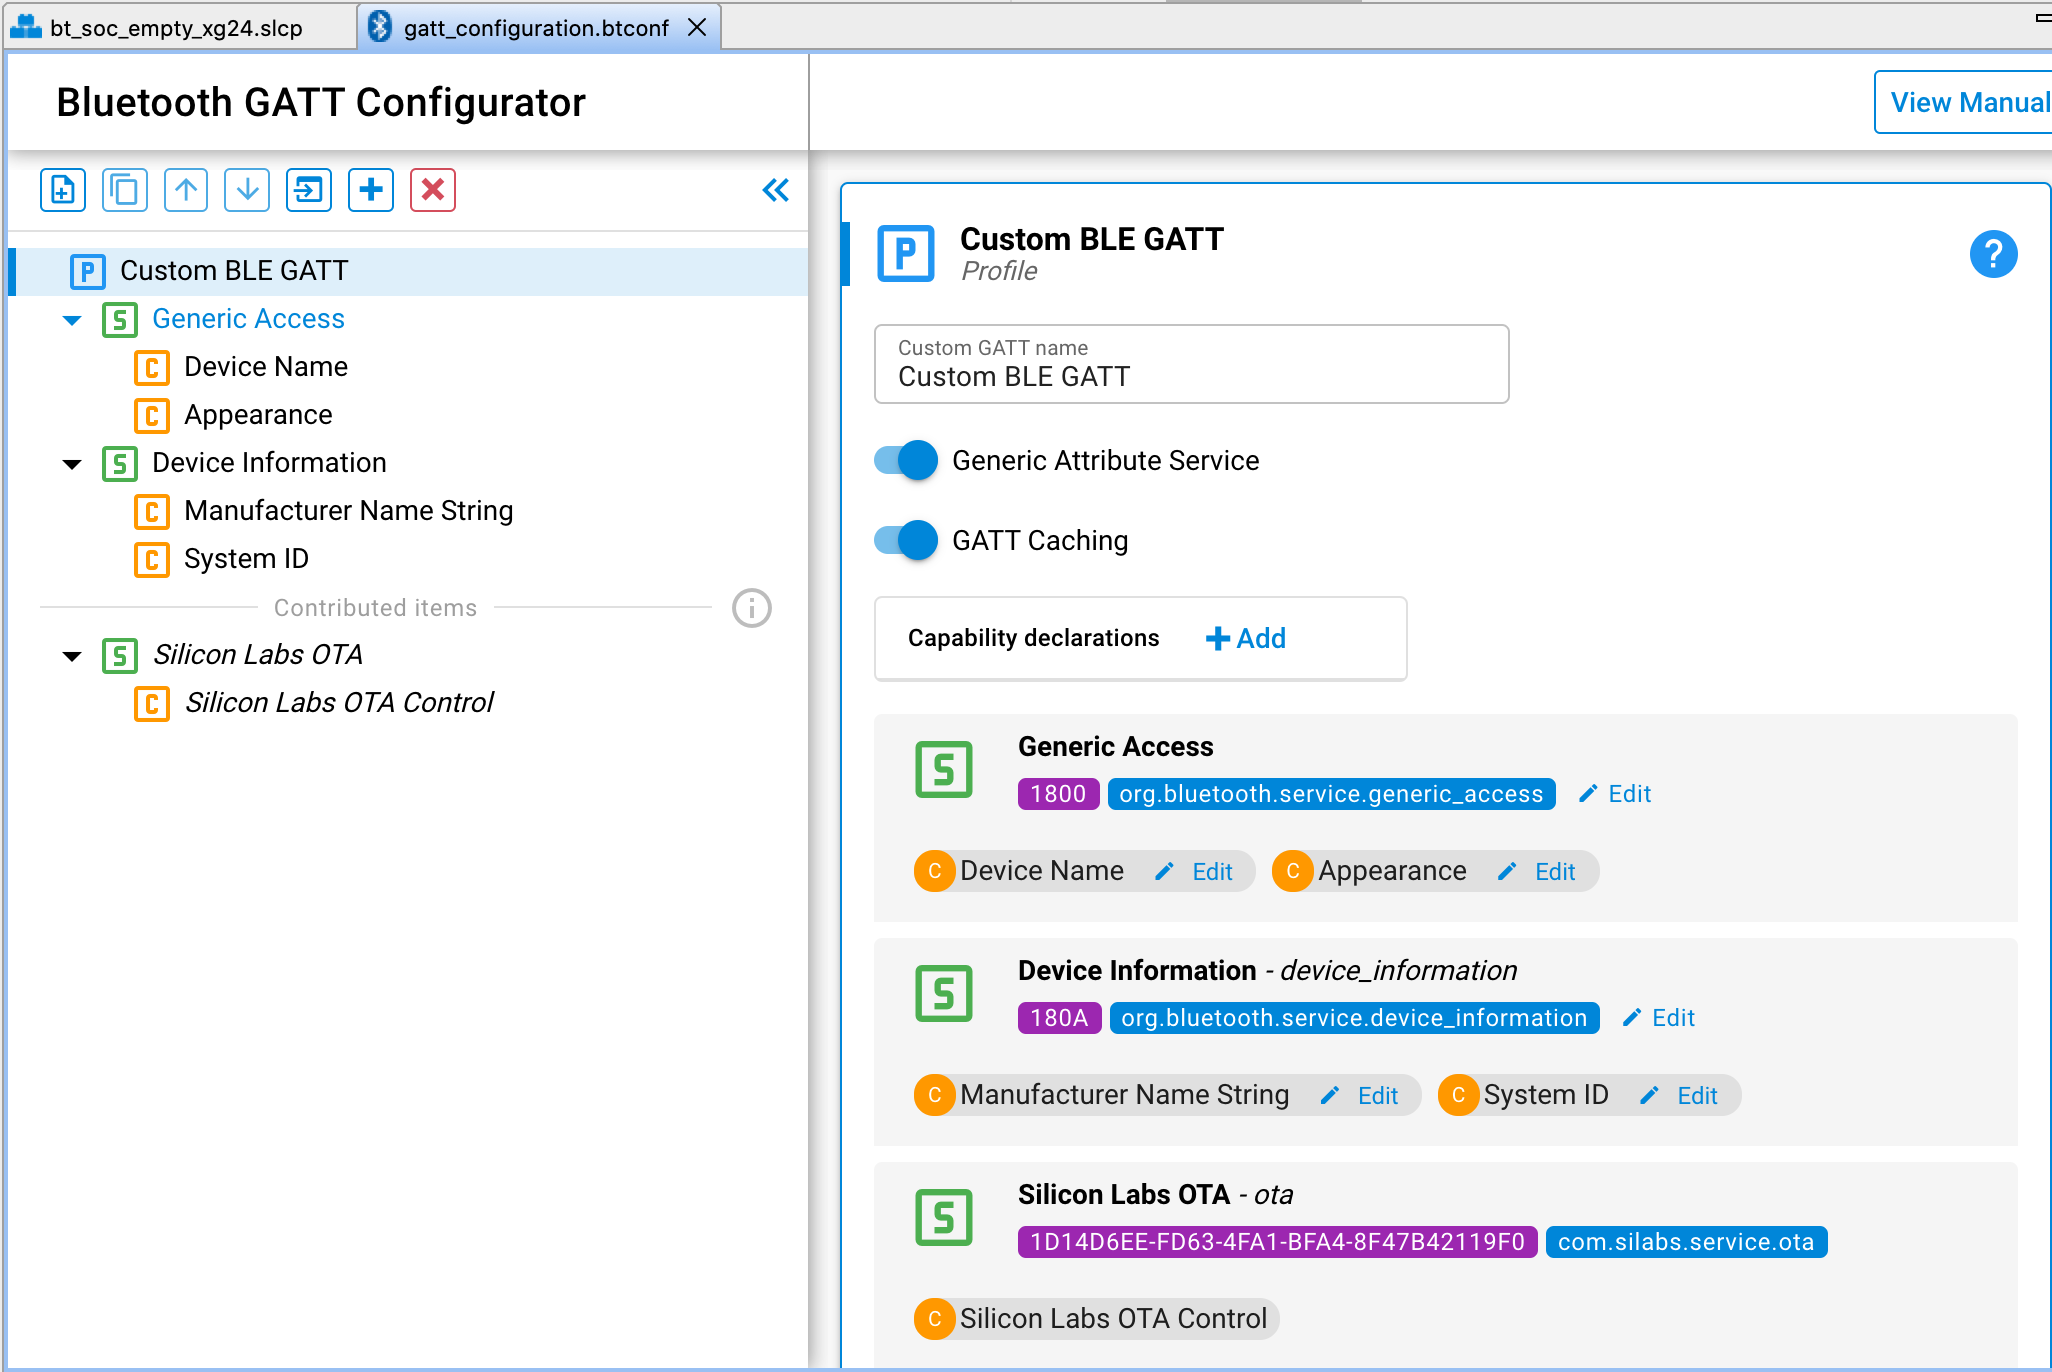 bt_soc_empty_xg24.slcp
gatt_configuration.btconf
Bluetooth GATT Configurator
View Manual
P Custom BLE GATT
S Generic Access
C Device Name
C Appearance
S Device Information
C Manufacturer Name String
C System ID
Contributed items
S Silicon Labs OTA
C Silicon Labs OTA Control
P Custom BLE GATT
Profile
?
Custom GATT name
Custom BLE GATT
Generic Attribute Service
GATT Caching
Capability declarations Add
S Generic Access
1800 org.bluetooth.service.generic_access Edit
C Device Name Edit C Appearance Edit
S Device Information - device_information
180A org.bluetooth.service.device_information Edit
C Manufacturer Name String Edit C System ID Edit
S Silicon Labs OTA - ota
1D14D6EE-FD63-4FA1-BFA4-8F47B42119F0 com.silabs.service.ota
C Silicon Labs OTA Control